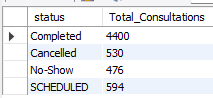 status Total_Consultations
Completed 4400
Cancelled 530
No-Show 476
SCHEDULED 594